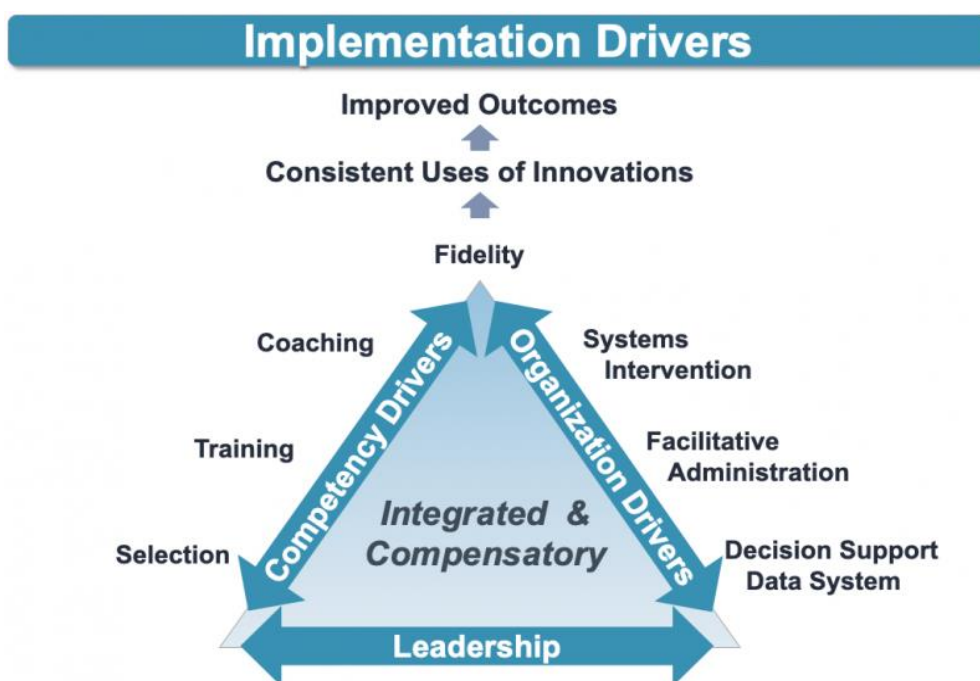 Implementation Drivers
Improved Outcomes
Consistent Uses of Innovations
Fidelity
Coaching
Training
Selection
Competency Drivers
Organization Drivers
Systems
Intervention
Facilitative
Administration
Decision Support
Data System
Integrated &
Compensatory
Leadership